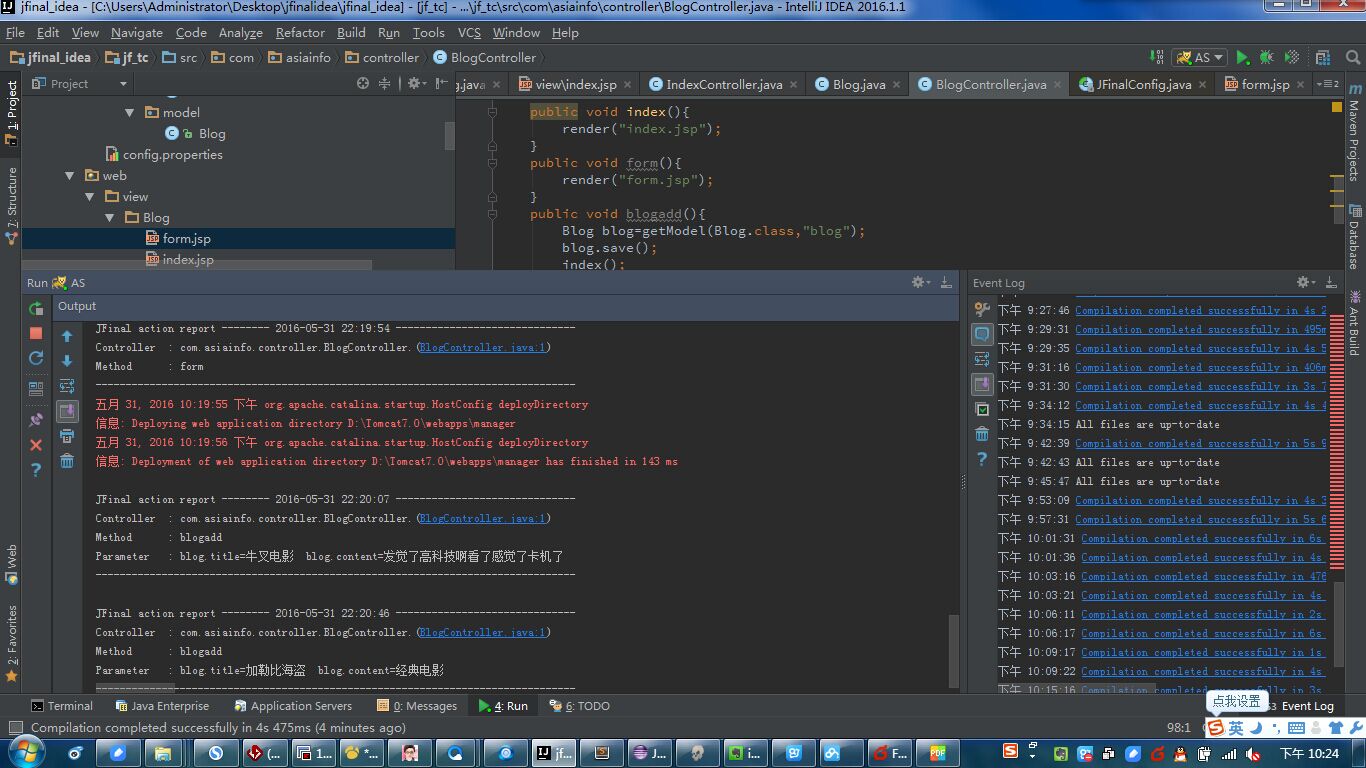 jfinal_idea - [C:\Users\Administrator\Desktop\jfinalidea\jfinal_idea] - [jf_tc] - ...\jf_tc\src\com\asiainfo\controller\BlogController.java - IntelliJ IDEA 2016.1.1
File Edit View Navigate Code Analyze Refactor Build Run Tools VCS Window Help
jfinal_idea jf_tc src com asiainfo controller BlogController AS
Project g.java view\index.jsp IndexController.java Blog.java BlogController.java JFinalConfig.java form.jsp
1: Project
7: Structure
Web
2: Favorites
model
Blog
config.properties
web
view
Blog
form.jsp
index.jsp
public void index(){
render("index.jsp");
}
public void form(){
render("form.jsp");
}
public void blogadd(){
Blog blog=getModel(Blog.class,"blog");
blog.save();
index();
Maven Projects
Database
Ant Build
Run AS
Output
JFinal action report -------- 2016-05-31 22:19:54 ------------------------------
Controller : com.asiainfo.controller.BlogController.(BlogController.java:1)
Method : form
--------------------------------------------------------------------------------
五月 31, 2016 10:19:55 下午 org.apache.catalina.startup.HostConfig deployDirectory
信息: Deploying web application directory D:\Tomcat7.0\webapps\manager
五月 31, 2016 10:19:56 下午 org.apache.catalina.startup.HostConfig deployDirectory
信息: Deployment of web application directory D:\Tomcat7.0\webapps\manager has finished in 143 ms
JFinal action report -------- 2016-05-31 22:20:07 ------------------------------
Controller : com.asiainfo.controller.BlogController.(BlogController.java:1)
Method : blogadd
Parameter : blog.title=牛叉电影 blog.content=发觉了高科技啊看了感觉了卡机了
--------------------------------------------------------------------------------
JFinal action report -------- 2016-05-31 22:20:46 ------------------------------
Controller : com.asiainfo.controller.BlogController.(BlogController.java:1)
Method : blogadd
Parameter : blog.title=加勒比海盗 blog.content=经典电影
--------------------------------------------------------------------------------
Event Log
下午 9:27:46 Compilation completed successfully in 4s 2
下午 9:29:31 Compilation completed successfully in 495m
下午 9:29:35 Compilation completed successfully in 4s 5
下午 9:31:16 Compilation completed successfully in 406m
下午 9:31:30 Compilation completed successfully in 3s 7
下午 9:34:12 Compilation completed successfully in 4s 4
下午 9:34:15 All files are up-to-date
下午 9:42:39 Compilation completed successfully in 5s 9
下午 9:42:43 All files are up-to-date
下午 9:45:47 All files are up-to-date
下午 9:53:09 Compilation completed successfully in 4s 3
下午 9:57:31 Compilation completed successfully in 5s 6
下午 10:01:31 Compilation completed successfully in 6s
下午 10:01:36 Compilation completed successfully in 4s
下午 10:03:16 Compilation completed successfully in 476
下午 10:03:21 Compilation completed successfully in 4s
下午 10:06:11 Compilation completed successfully in 2s
下午 10:06:17 Compilation completed successfully in 6s
下午 10:09:17 Compilation completed successfully in 1s
下午 10:09:22 Compilation completed successfully in 4s
下午 10:15:16 Compilation completed successfully in 3s
点我设置
Terminal Java Enterprise Application Servers 0: Messages 4: Run 6: TODO Event Log
Compilation completed successfully in 4s 475ms (4 minutes ago) 98:1 英
(... 1... *... jf... J... i... F... PDF 下午 10:24